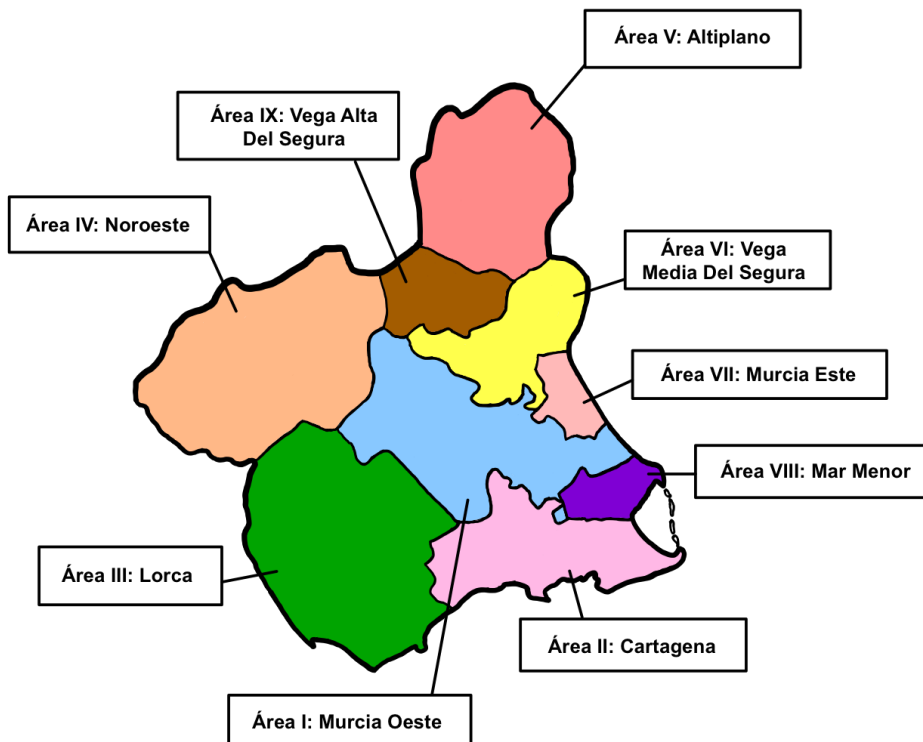 Área V: Altiplano
Área IX: Vega Alta
Del Segura
Área IV: Noroeste
Área VI: Vega
Media Del Segura
Área VII: Murcia Este
Área VIII: Mar Menor
Área III: Lorca
Área II: Cartagena
Área I: Murcia Oeste